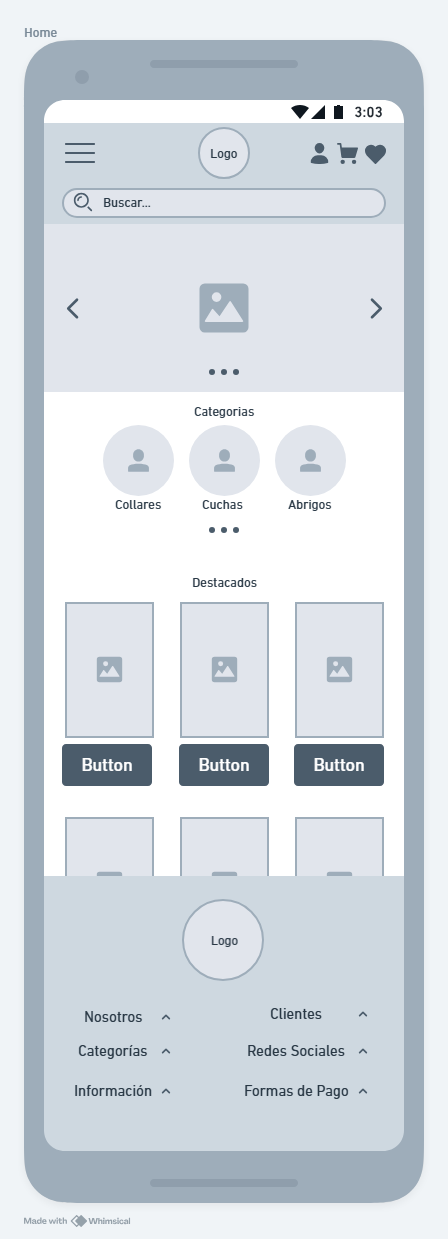 Home
3:03
Logo
Buscar...
Categorias
Collares Cuchas Abrigos
Destacados
Button Button Button
Logo
Nosotros Clientes
Categorías Redes Sociales
Información Formas de Pago
Made with Whimsical